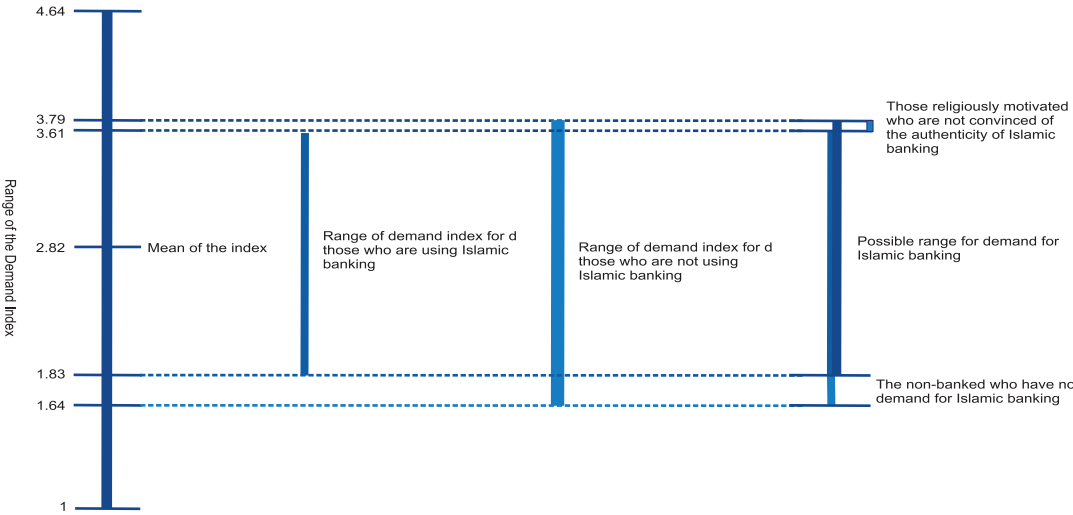 4.64
3.79
3.61
2.82
1.83
1.64
1
Range of the Demand Index
Mean of the index
Range of demand index for d
those who are using Islamic
banking
Range of demand index for d
those who are not using
Islamic banking
Those religiously motivated
who are not convinced of
the authenticity of Islamic
banking
Possible range for demand for
Islamic banking
The non-banked who have no
demand for Islamic banking